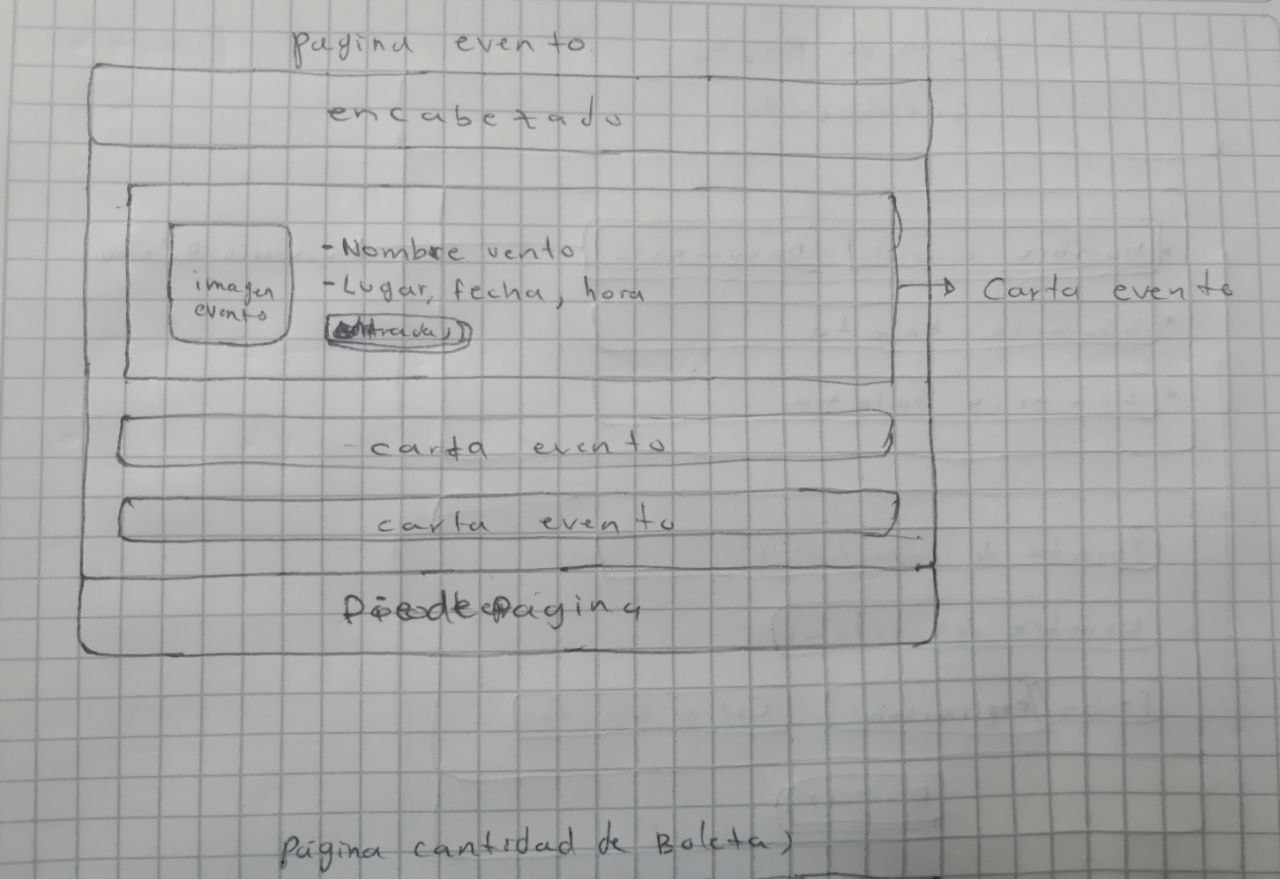 pagina evento
encabezado
imagen
evento
-Nombre vento
-Lugar, fecha, hora
entradas
Carta evento
carta evento
carta evento
Pie de pagina
Página cantidad de Boletas